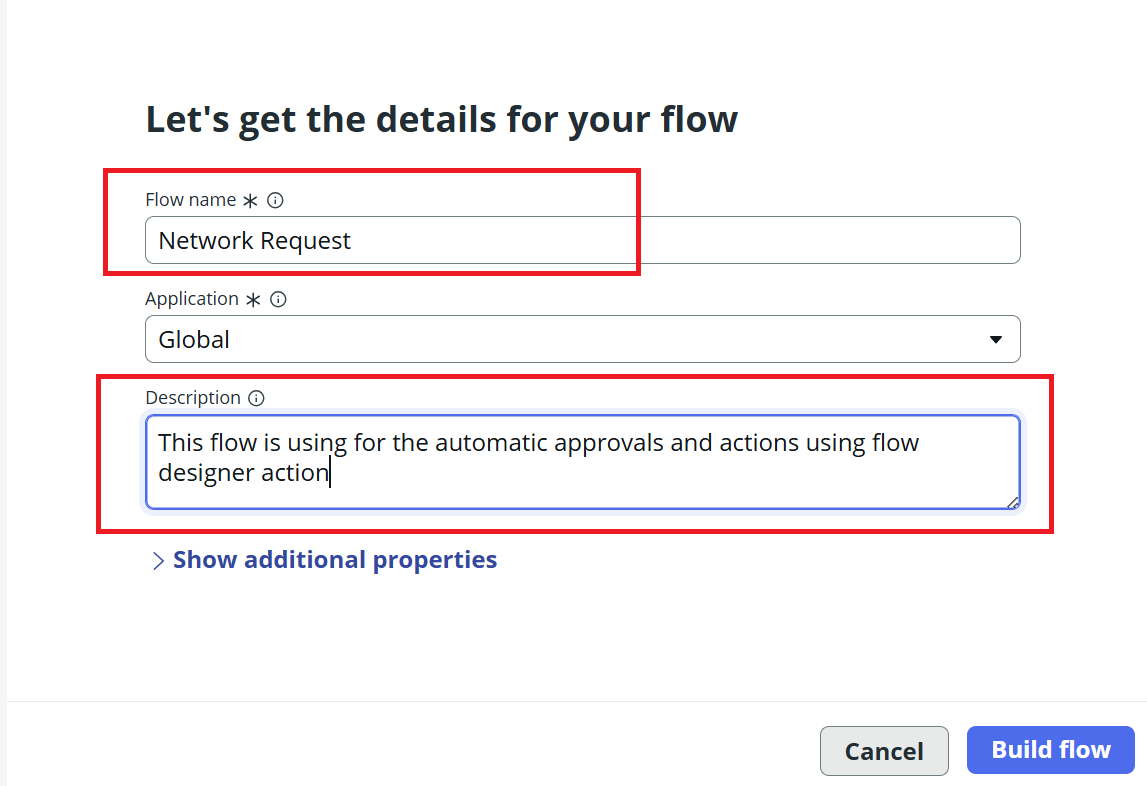 Let's get the details for your flow
Flow name *
Network Request
Application *
Global
Description
This flow is using for the automatic approvals and actions using flow
designer action
Show additional properties
Cancel
Build flow